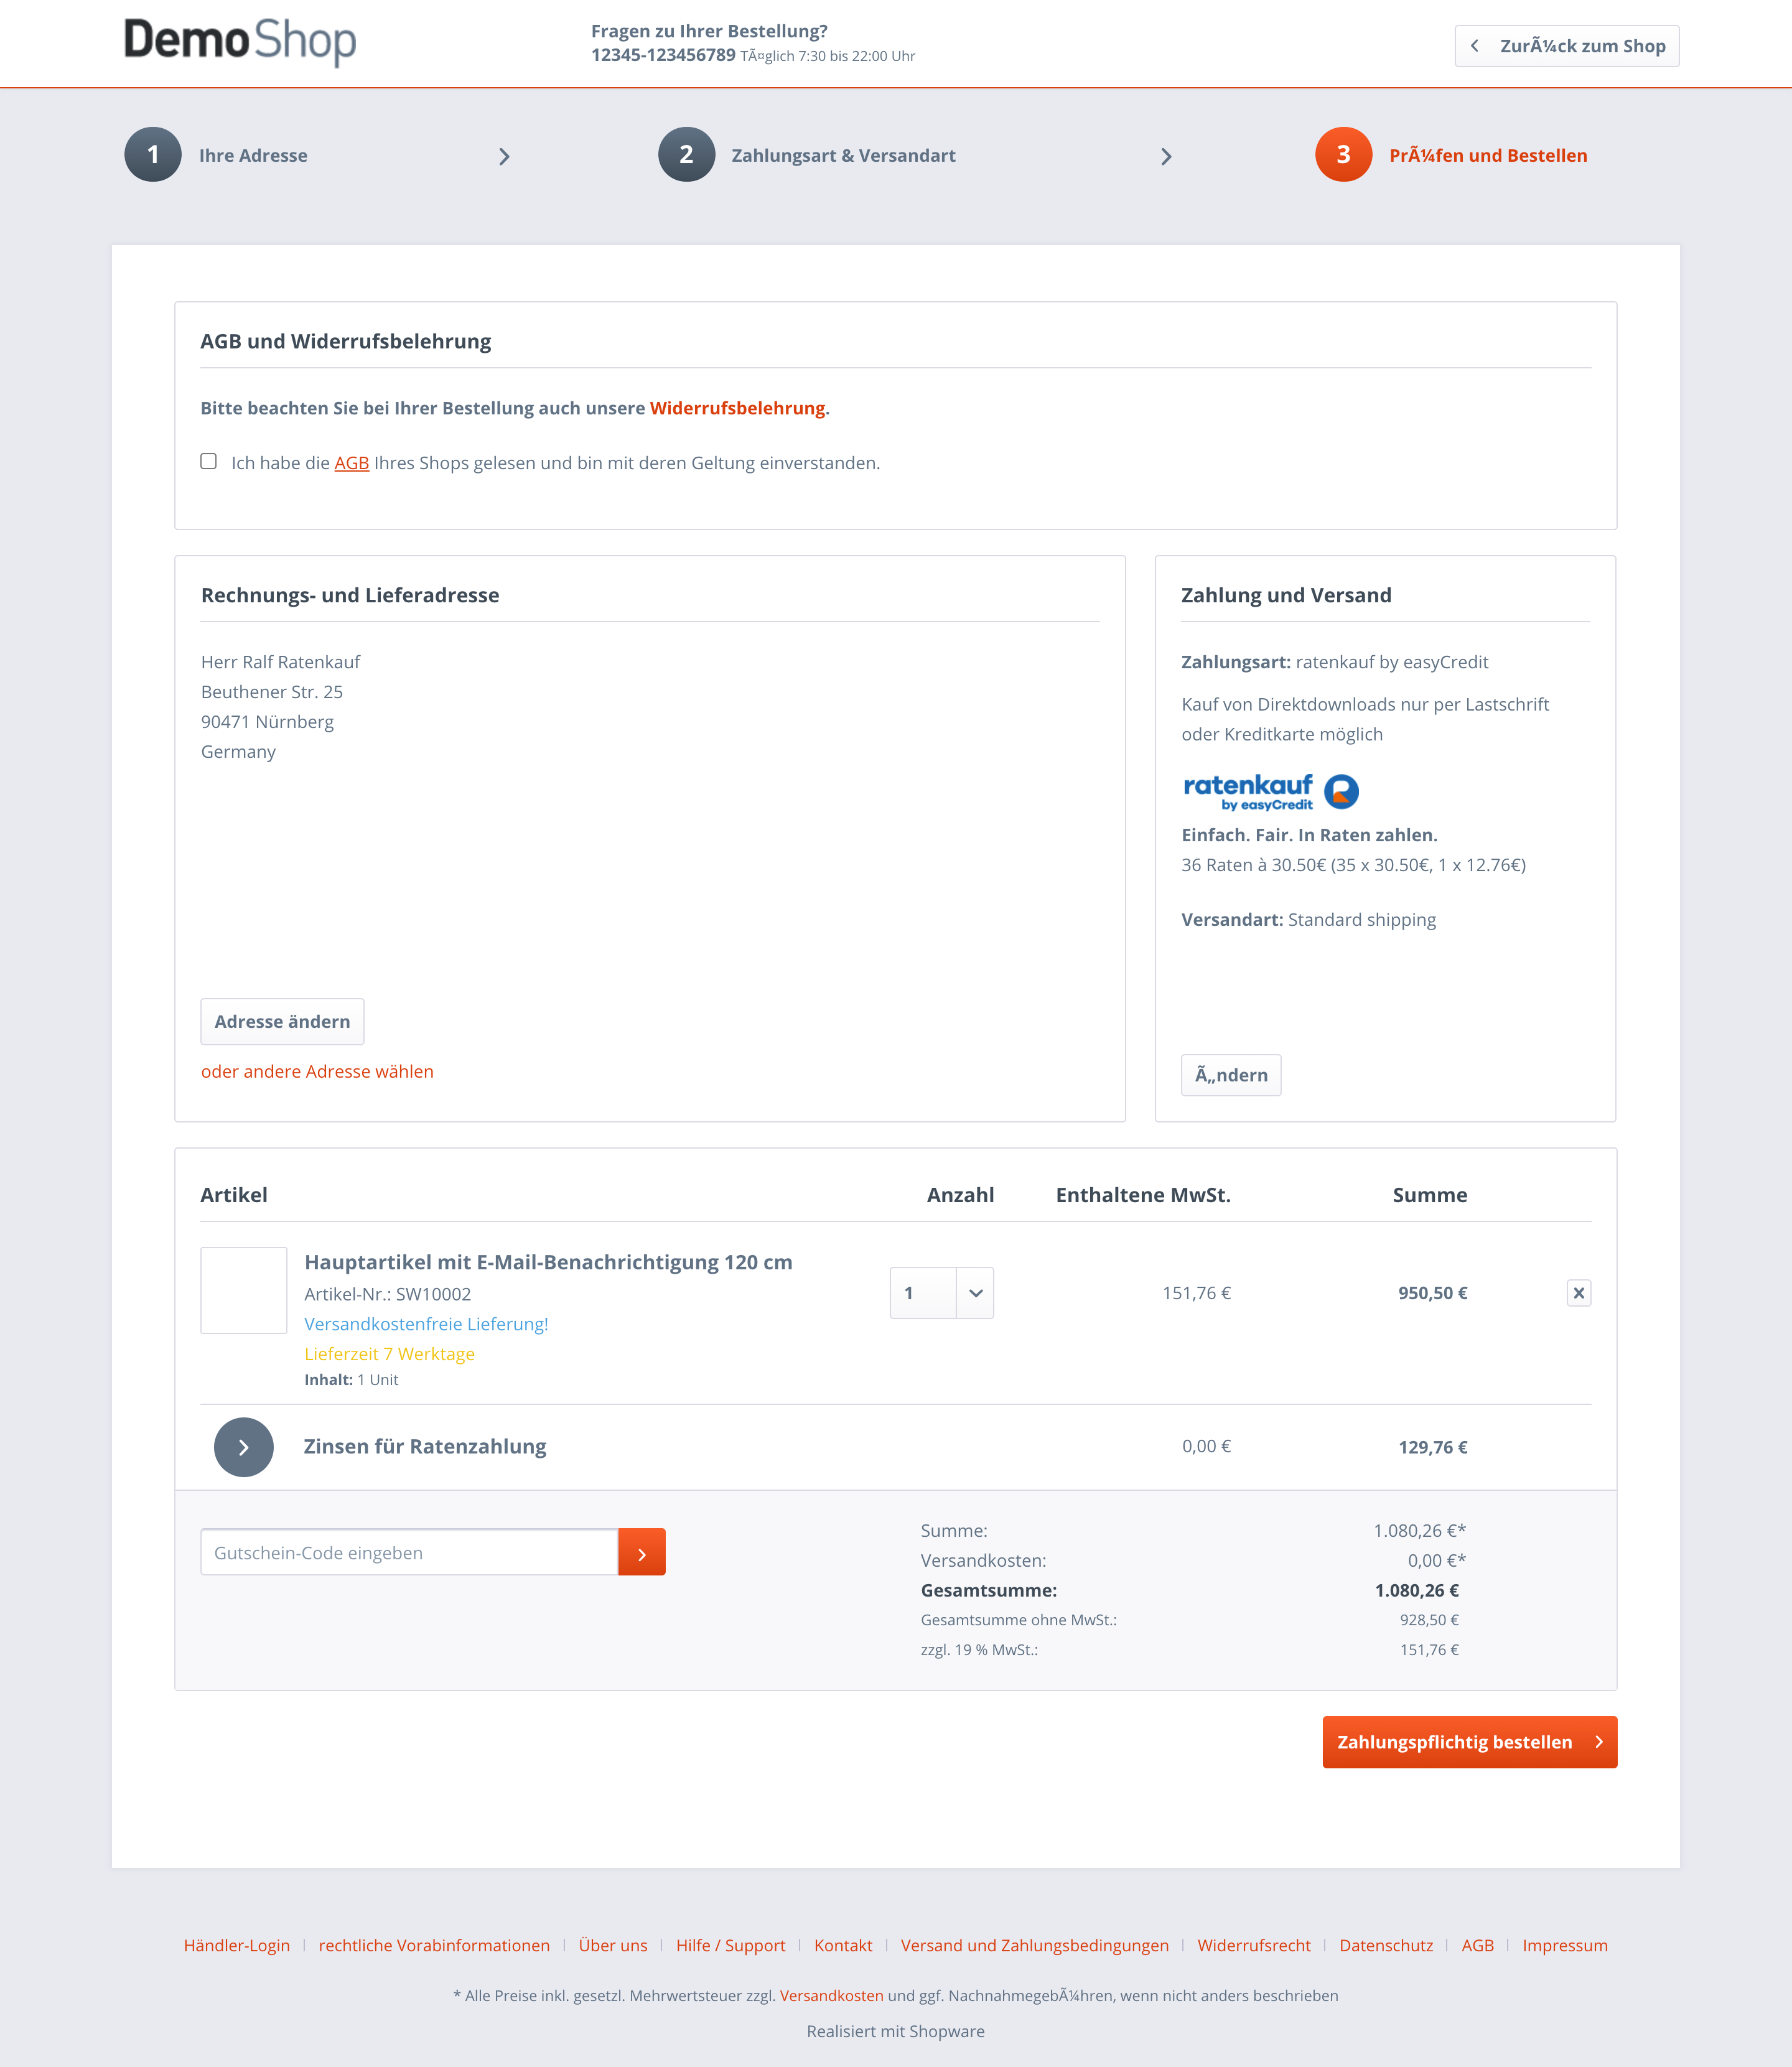 DemoShop
Fragen zu Ihrer Bestellung?
12345-123456789 TÃ¤glich 7:30 bis 22:00 Uhr
ZurÃ¼ck zum Shop
1 Ihre Adresse
2 Zahlungsart & Versandart
3 PrÃ¼fen und Bestellen
AGB und Widerrufsbelehrung
Bitte beachten Sie bei Ihrer Bestellung auch unsere Widerrufsbelehrung.
Ich habe die AGB Ihres Shops gelesen und bin mit deren Geltung einverstanden.
Rechnungs- und Lieferadresse
Herr Ralf Ratenkauf
Beuthener Str. 25
90471 Nürnberg
Germany
Adresse ändern
oder andere Adresse wählen
Zahlung und Versand
Zahlungsart: ratenkauf by easyCredit
Kauf von Direktdownloads nur per Lastschrift
oder Kreditkarte möglich
ratenkauf
by easyCredit
Einfach. Fair. In Raten zahlen.
36 Raten à 30.50€ (35 x 30.50€, 1 x 12.76€)
Versandart: Standard shipping
Ã„ndern
Artikel Anzahl Enthaltene MwSt. Summe
Hauptartikel mit E-Mail-Benachrichtigung 120 cm
Artikel-Nr.: SW10002
Versandkostenfreie Lieferung!
Lieferzeit 7 Werktage
Inhalt: 1 Unit
1 151,76 € 950,50 €
Zinsen für Ratenzahlung 0,00 € 129,76 €
Gutschein-Code eingeben
Summe: 1.080,26 €*
Versandkosten: 0,00 €*
Gesamtsumme: 1.080,26 €
Gesamtsumme ohne MwSt.: 928,50 €
zzgl. 19 % MwSt.: 151,76 €
Zahlungspflichtig bestellen
Händler-Login | rechtliche Vorabinformationen | Über uns | Hilfe / Support | Kontakt | Versand und Zahlungsbedingungen | Widerrufsrecht | Datenschutz | AGB | Impressum
* Alle Preise inkl. gesetzl. Mehrwertsteuer zzgl. Versandkosten und ggf. NachnahmegebÃ¼hren, wenn nicht anders beschrieben
Realisiert mit Shopware